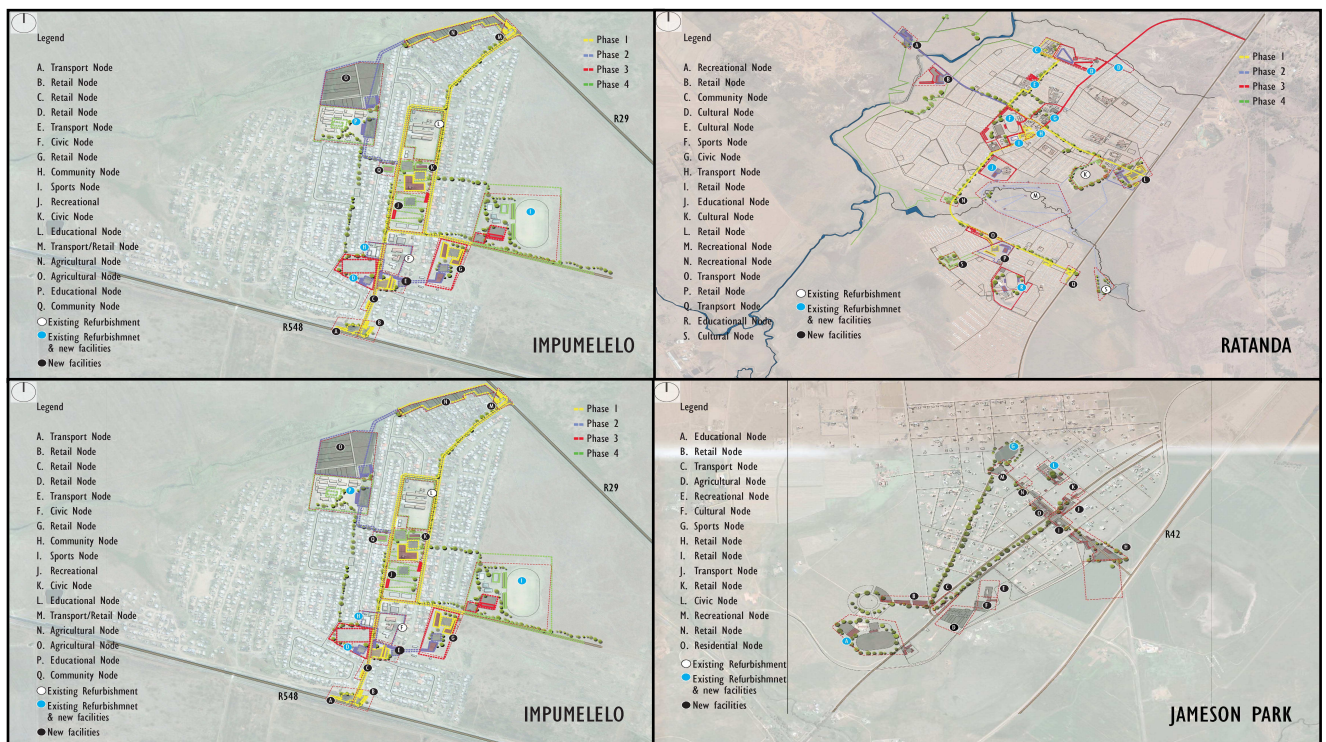 Legend
A. Transport Node
B. Retail Node
C. Retail Node
D. Retail Node
E. Transport Node
F. Civic Node
G. Retail Node
H. Community Node
I. Sports Node
J. Recreational
K. Civic Node
L. Educational Node
M. Transport/Retail Node
N. Agricultural Node
O. Agricultural Node
P. Educational Node
Q. Community Node
Existing Refurbishment
Existing Refurbishmnet
& new facilities
New facilities
Phase 1
Phase 2
Phase 3
Phase 4
R29
R548
IMPUMELELO
Legend
A. Recreational Node
B. Retail Node
C. Community Node
D. Cultural Node
E. Cultural Node
F. Sports Node
G. Civic Node
H. Transport Node
I. Retail Node
J. Educational Node
K. Cultural Node
L. Retail Node
M. Recreational Node
N. Recreational Node
O. Transport Node
P. Retail Node
Q. Tranpsort Node
R. Educationall Node
S. Cultural Node
Existing Refurbishment
Existing Refurbishmnet
& new facilities
New facilities
Phase 1
Phase 2
Phase 3
Phase 4
RATANDA
Legend
A. Transport Node
B. Retail Node
C. Retail Node
D. Retail Node
E. Transport Node
F. Civic Node
G. Retail Node
H. Community Node
I. Sports Node
J. Recreational
K. Civic Node
L. Educational Node
M. Transport/Retail Node
N. Agricultural Node
O. Agricultural Node
P. Educational Node
Q. Community Node
Existing Refurbishment
Existing Refurbishmnet
& new facilities
New facilities
Phase 1
Phase 2
Phase 3
Phase 4
R29
R548
IMPUMELELO
Legend
A. Educational Node
B. Retail Node
C. Transport Node
D. Agricultural Node
E. Recreational Node
F. Cultural Node
G. Sports Node
H. Retail Node
I. Retail Node
J. Transport Node
K. Retail Node
L. Civic Node
M. Recreational Node
N. Retail Node
O. Residential Node
Existing Refurbishment
Existing Refurbishmnet
& new facilities
New facilities
R42
JAMESON PARK